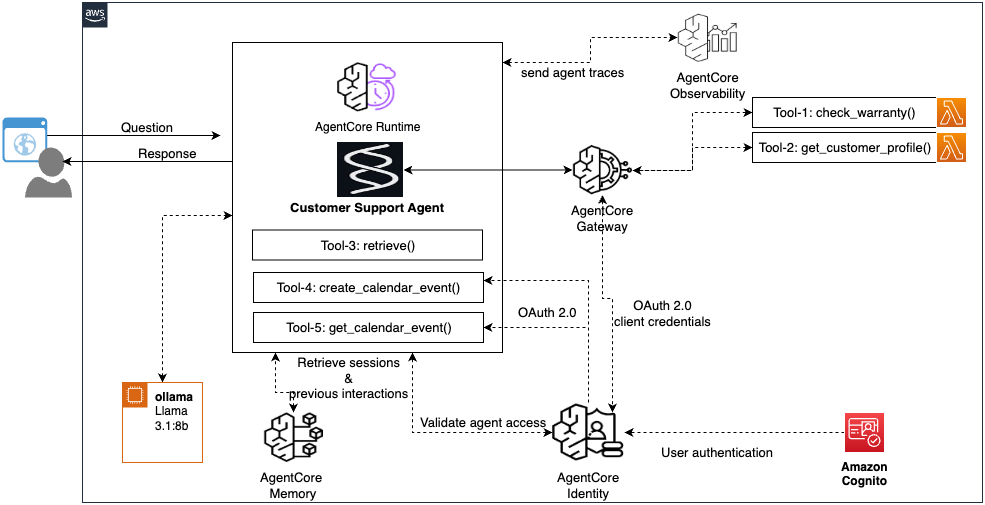 aws
send agent traces
AgentCore
Observability
AgentCore Runtime
Question
Response
Tool-1: check_warranty()
Tool-2: get_customer_profile()
Customer Support Agent
AgentCore
Gateway
Tool-3: retrieve()
Tool-4: create_calendar_event()
Tool-5: get_calendar_event()
OAuth 2.0
OAuth 2.0
client credentials
Retrieve sessions
&
previous interactions
ollama
Llama
3.1:8b
Validate agent access
User authentication
AgentCore
Memory
AgentCore
Identity
Amazon
Cognito